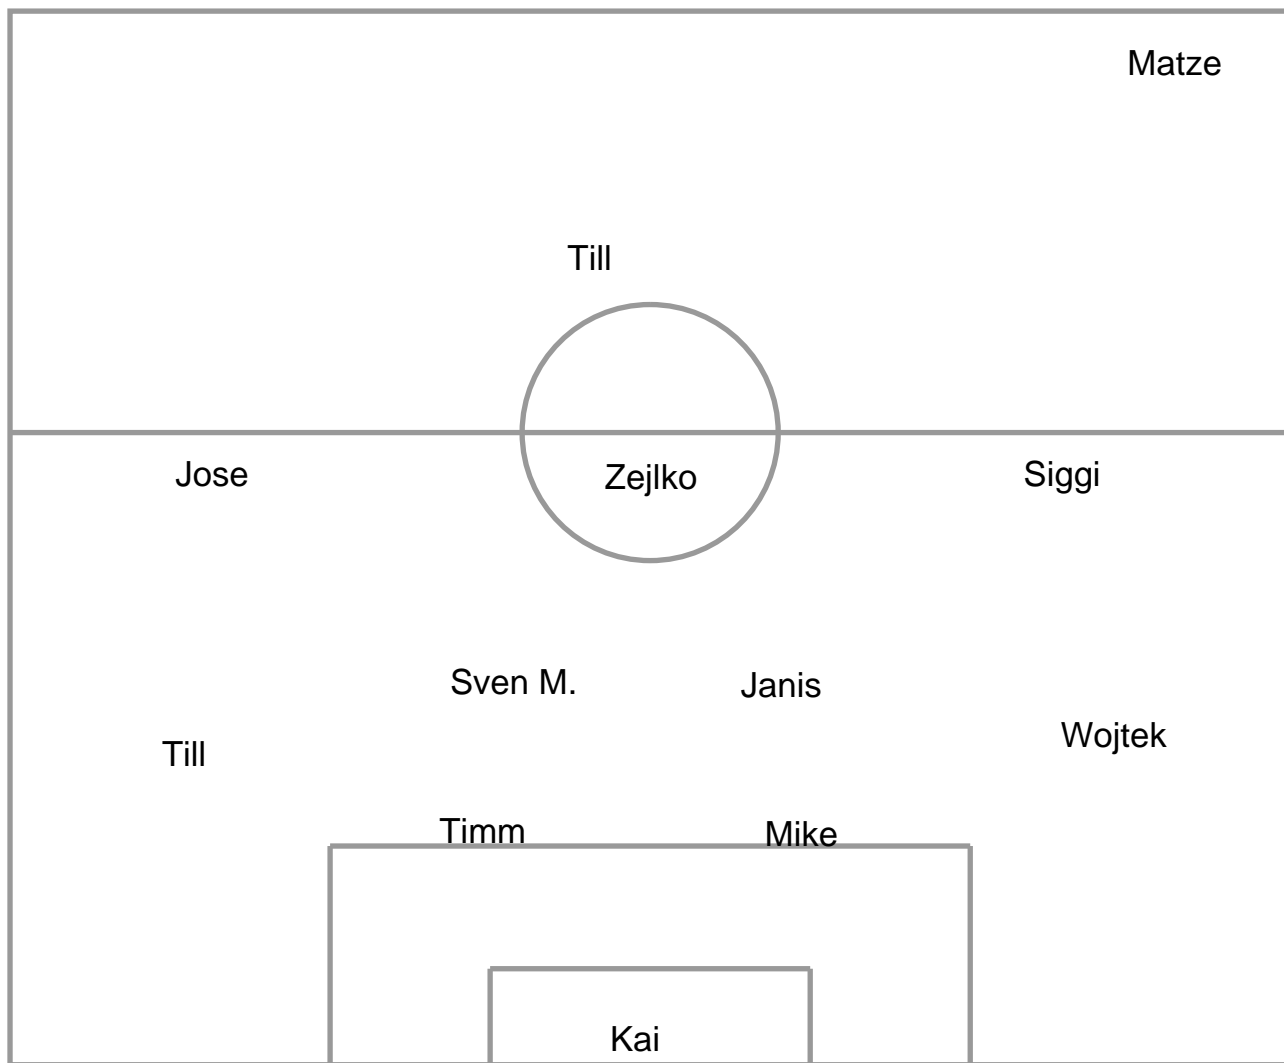 Matze
Till
Jose
Zejlko
Siggi
Sven M.
Janis
Wojtek
Till
Timm
Mike
Kai